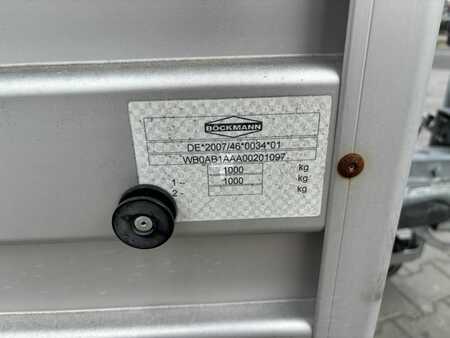 BÖCKMANN
DE*2007/46*0034*01
WB0AB1AAA00201097
1000 kg
1 – 1000 kg
2 – kg